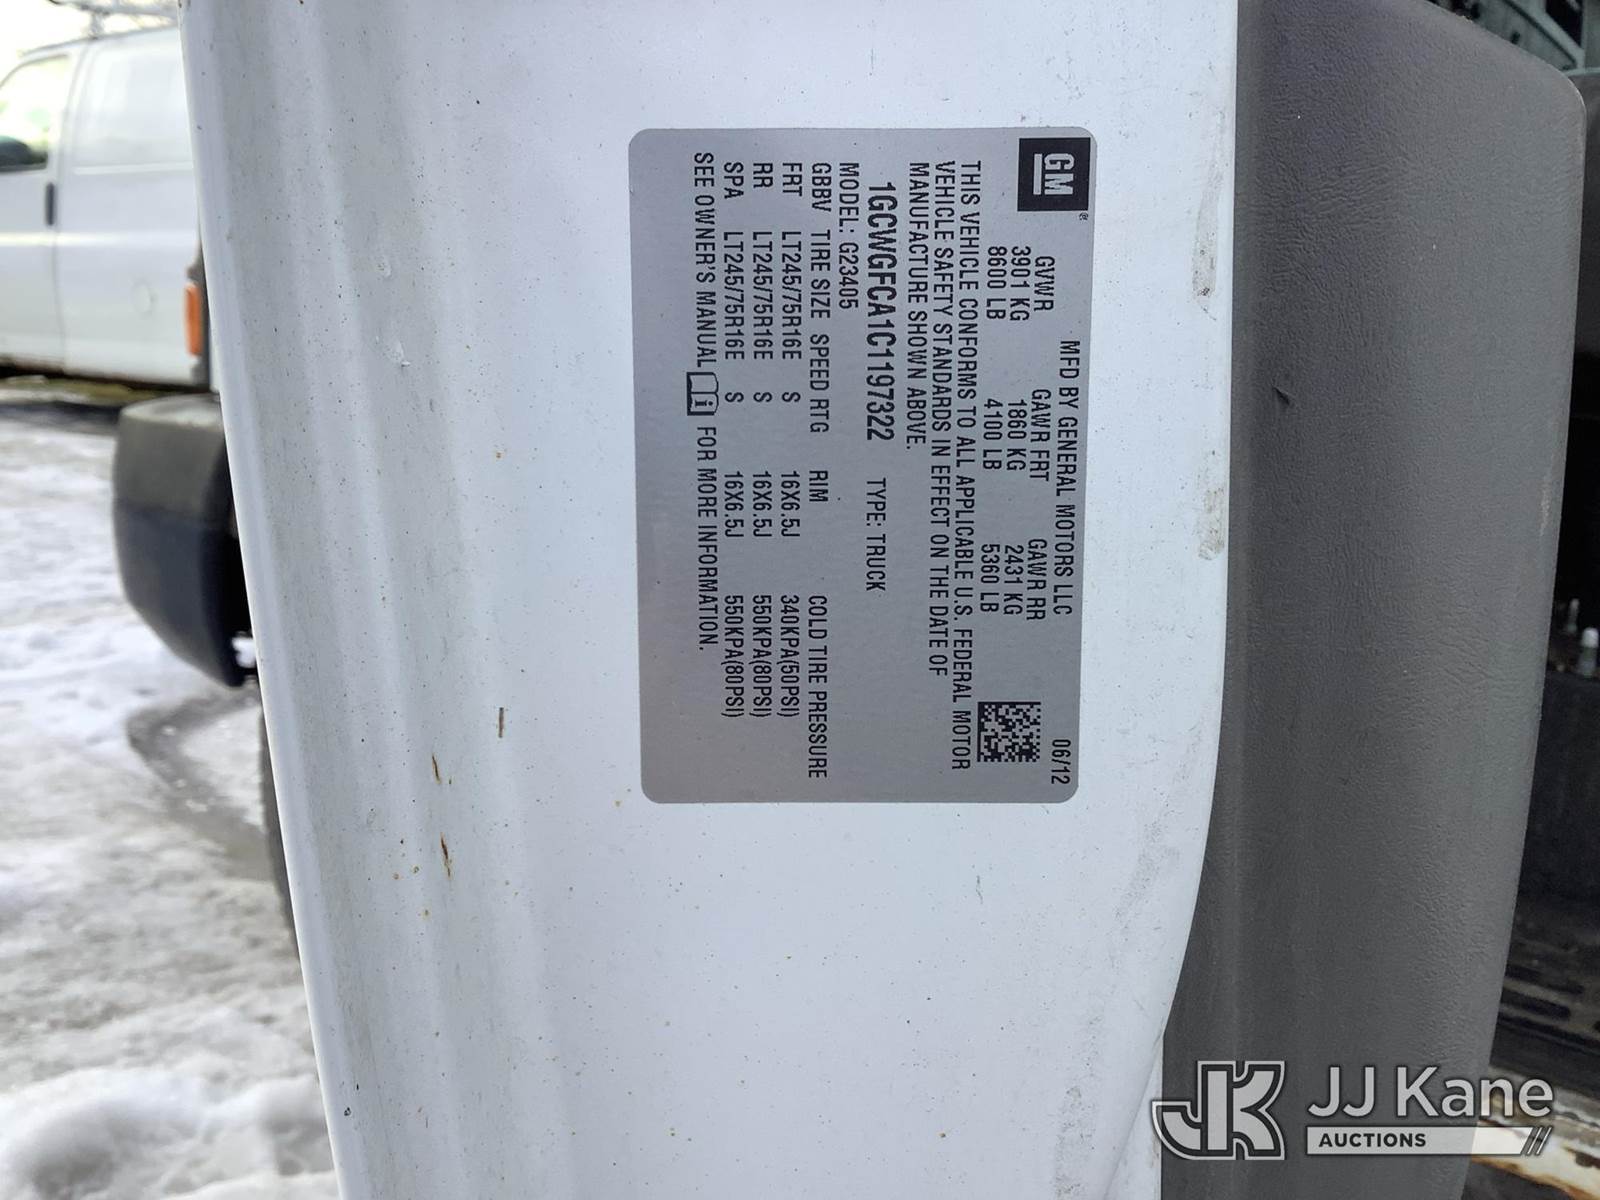 GM®
MFD BY GENERAL MOTORS LLC 06/12
GVWR GAWR FRT GAWR RR
3901 KG 1860 KG 2431 KG
8600 LB 4100 LB 5360 LB
THIS VEHICLE CONFORMS TO ALL APPLICABLE U.S. FEDERAL MOTOR
VEHICLE SAFETY STANDARDS IN EFFECT ON THE DATE OF
MANUFACTURE SHOWN ABOVE.
1GCWGFCA1C1197322 TYPE: TRUCK
MODEL: G23405
GBBV TIRE SIZE SPEED RTG RIM COLD TIRE PRESSURE
FRT LT245/75R16E S 16X6.5J 340KPA(50PSI)
RR LT245/75R16E S 16X6.5J 550KPA(80PSI)
SPA LT245/75R16E S 16X6.5J 550KPA(80PSI)
SEE OWNER'S MANUAL i FOR MORE INFORMATION.
JK JJ Kane
AUCTIONS